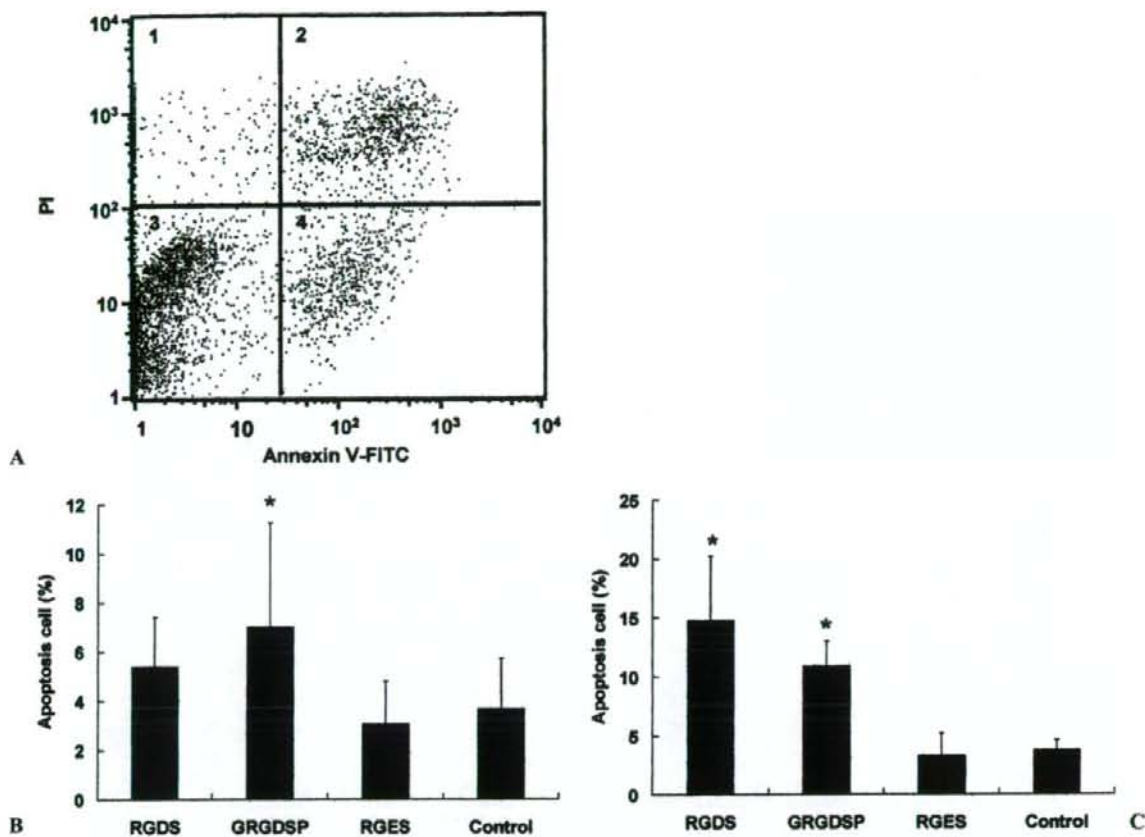 10⁴
1
2
10³
PI
10²
3
4
10
1
1
10
10²
10³
10⁴
Annexin V-FITC
A
12
10
8
6
4
2
0
Apoptosis cell (%)
*
RGDS
GRGDSP
RGES
Control
B
25
20
15
10
5
0
Apoptosis cell (%)
*
*
RGDS
GRGDSP
RGES
Control
C